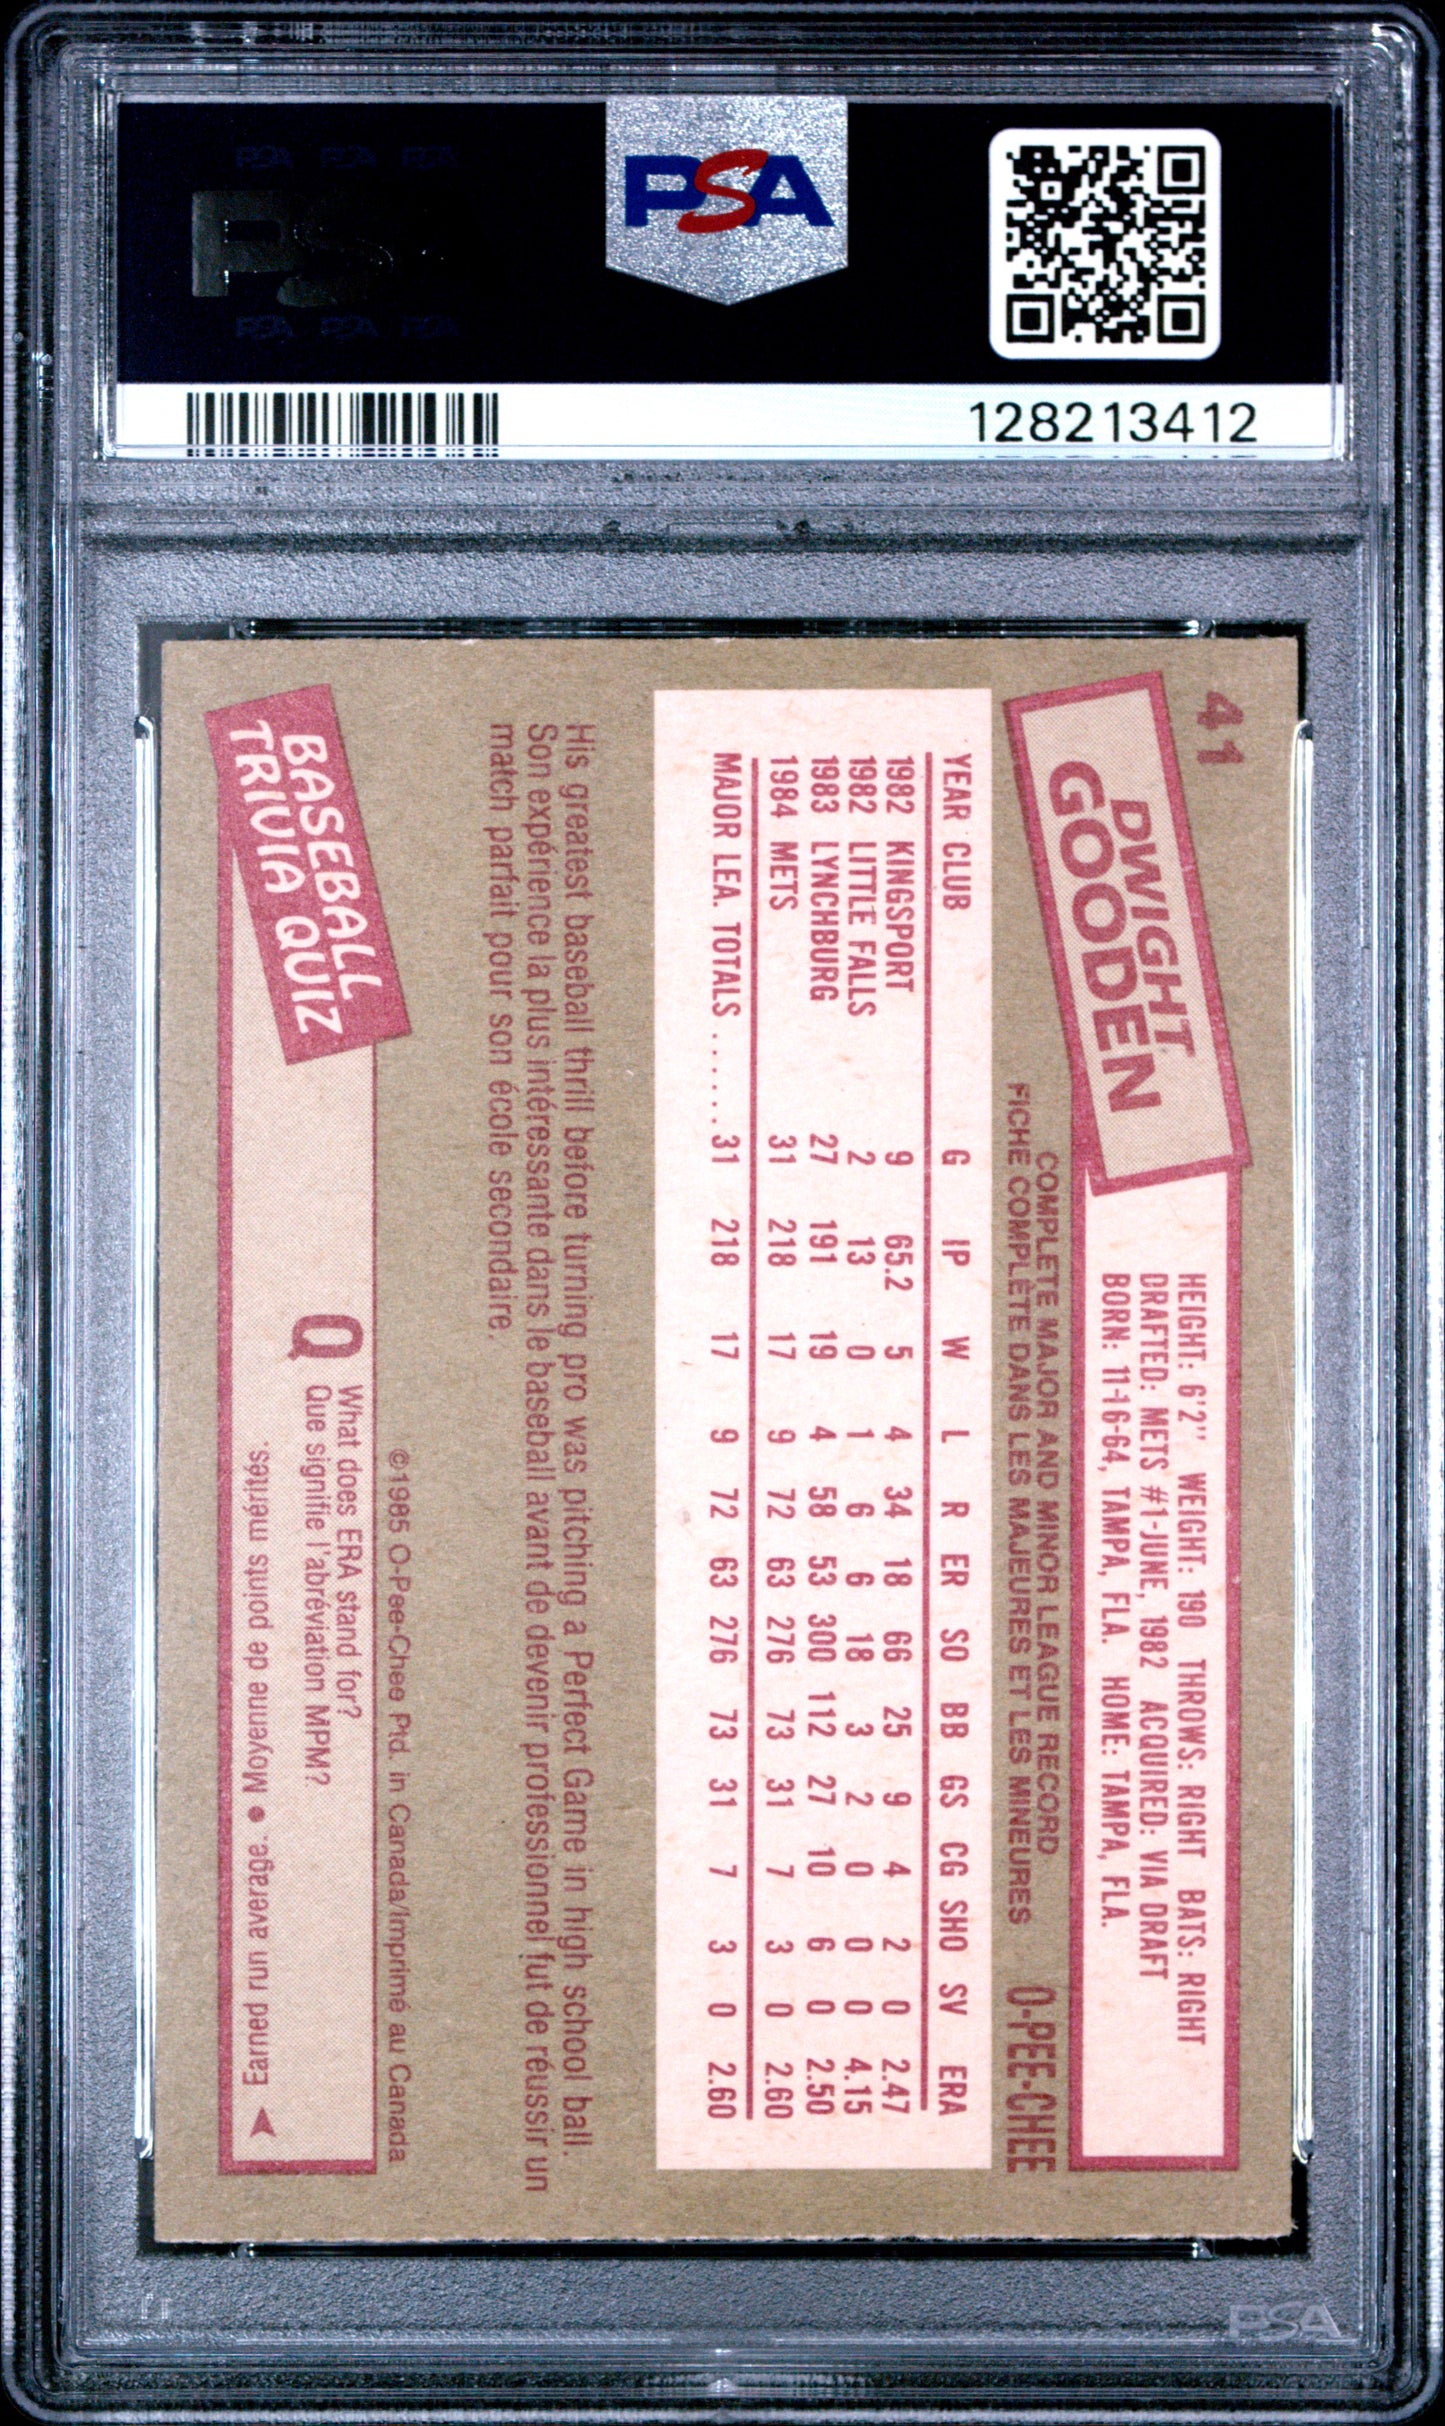 PSA
128213412
41
DWIGHT
GOODEN
HEIGHT: 6'2" WEIGHT: 190 THROWS: RIGHT BATS: RIGHT
DRAFTED: METS #1-JUNE, 1982 ACQUIRED: VIA DRAFT
BORN: 11-16-64, TAMPA, FLA. HOME: TAMPA, FLA.
COMPLETE MAJOR AND MINOR LEAGUE RECORD
FICHE COMPLÈTE DANS LES MAJEURES ET LES MINEURES O-PEE-CHEE
YEAR CLUB G IP W L R ER SO BB GS CG SHO SV ERA
1982 KINGSPORT 9 65.2 5 4 34 18 66 25 9 4 2 0 2.47
1982 LITTLE FALLS 2 13 0 1 6 6 18 3 2 0 0 0 4.15
1983 LYNCHBURG 27 191 19 4 58 53 300 112 27 10 6 0 2.50
1984 METS 31 218 17 9 72 63 276 73 31 7 3 0 2.60
MAJOR LEA. TOTALS ...... 31 218 17 9 72 63 276 73 31 7 3 0 2.60
His greatest baseball thrill before turning pro was pitching a Perfect Game in high school ball.
Son expérience la plus intéressante dans le baseball avant de devenir professionnel fut de réussir un
match parfait pour son école secondaire.
©1985 O-Pee-Chee Ptd. in Canada/Imprimé au Canada
BASEBALL
TRIVIA QUIZ
Q What does ERA stand for?
Que signifie l'abréviation MPM?
Earned run average. • Moyenne de points mérités.
PSA